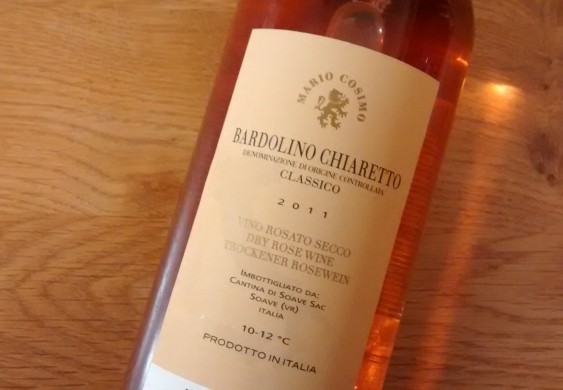 MARIO COSIMO
BARDOLINO CHIARETTO
DENOMINAZIONE DI ORIGINE CONTROLLATA
CLASSICO
2011
VINO ROSATO SECCO
DRY ROSE WINE
TROCKENER ROSEWEIN
IMBOTTIGLIATO DA:
CANTINA DI SOAVE SAC
SOAVE (VR)
ITALIA
10-12 °C
PRODOTTO IN ITALIA